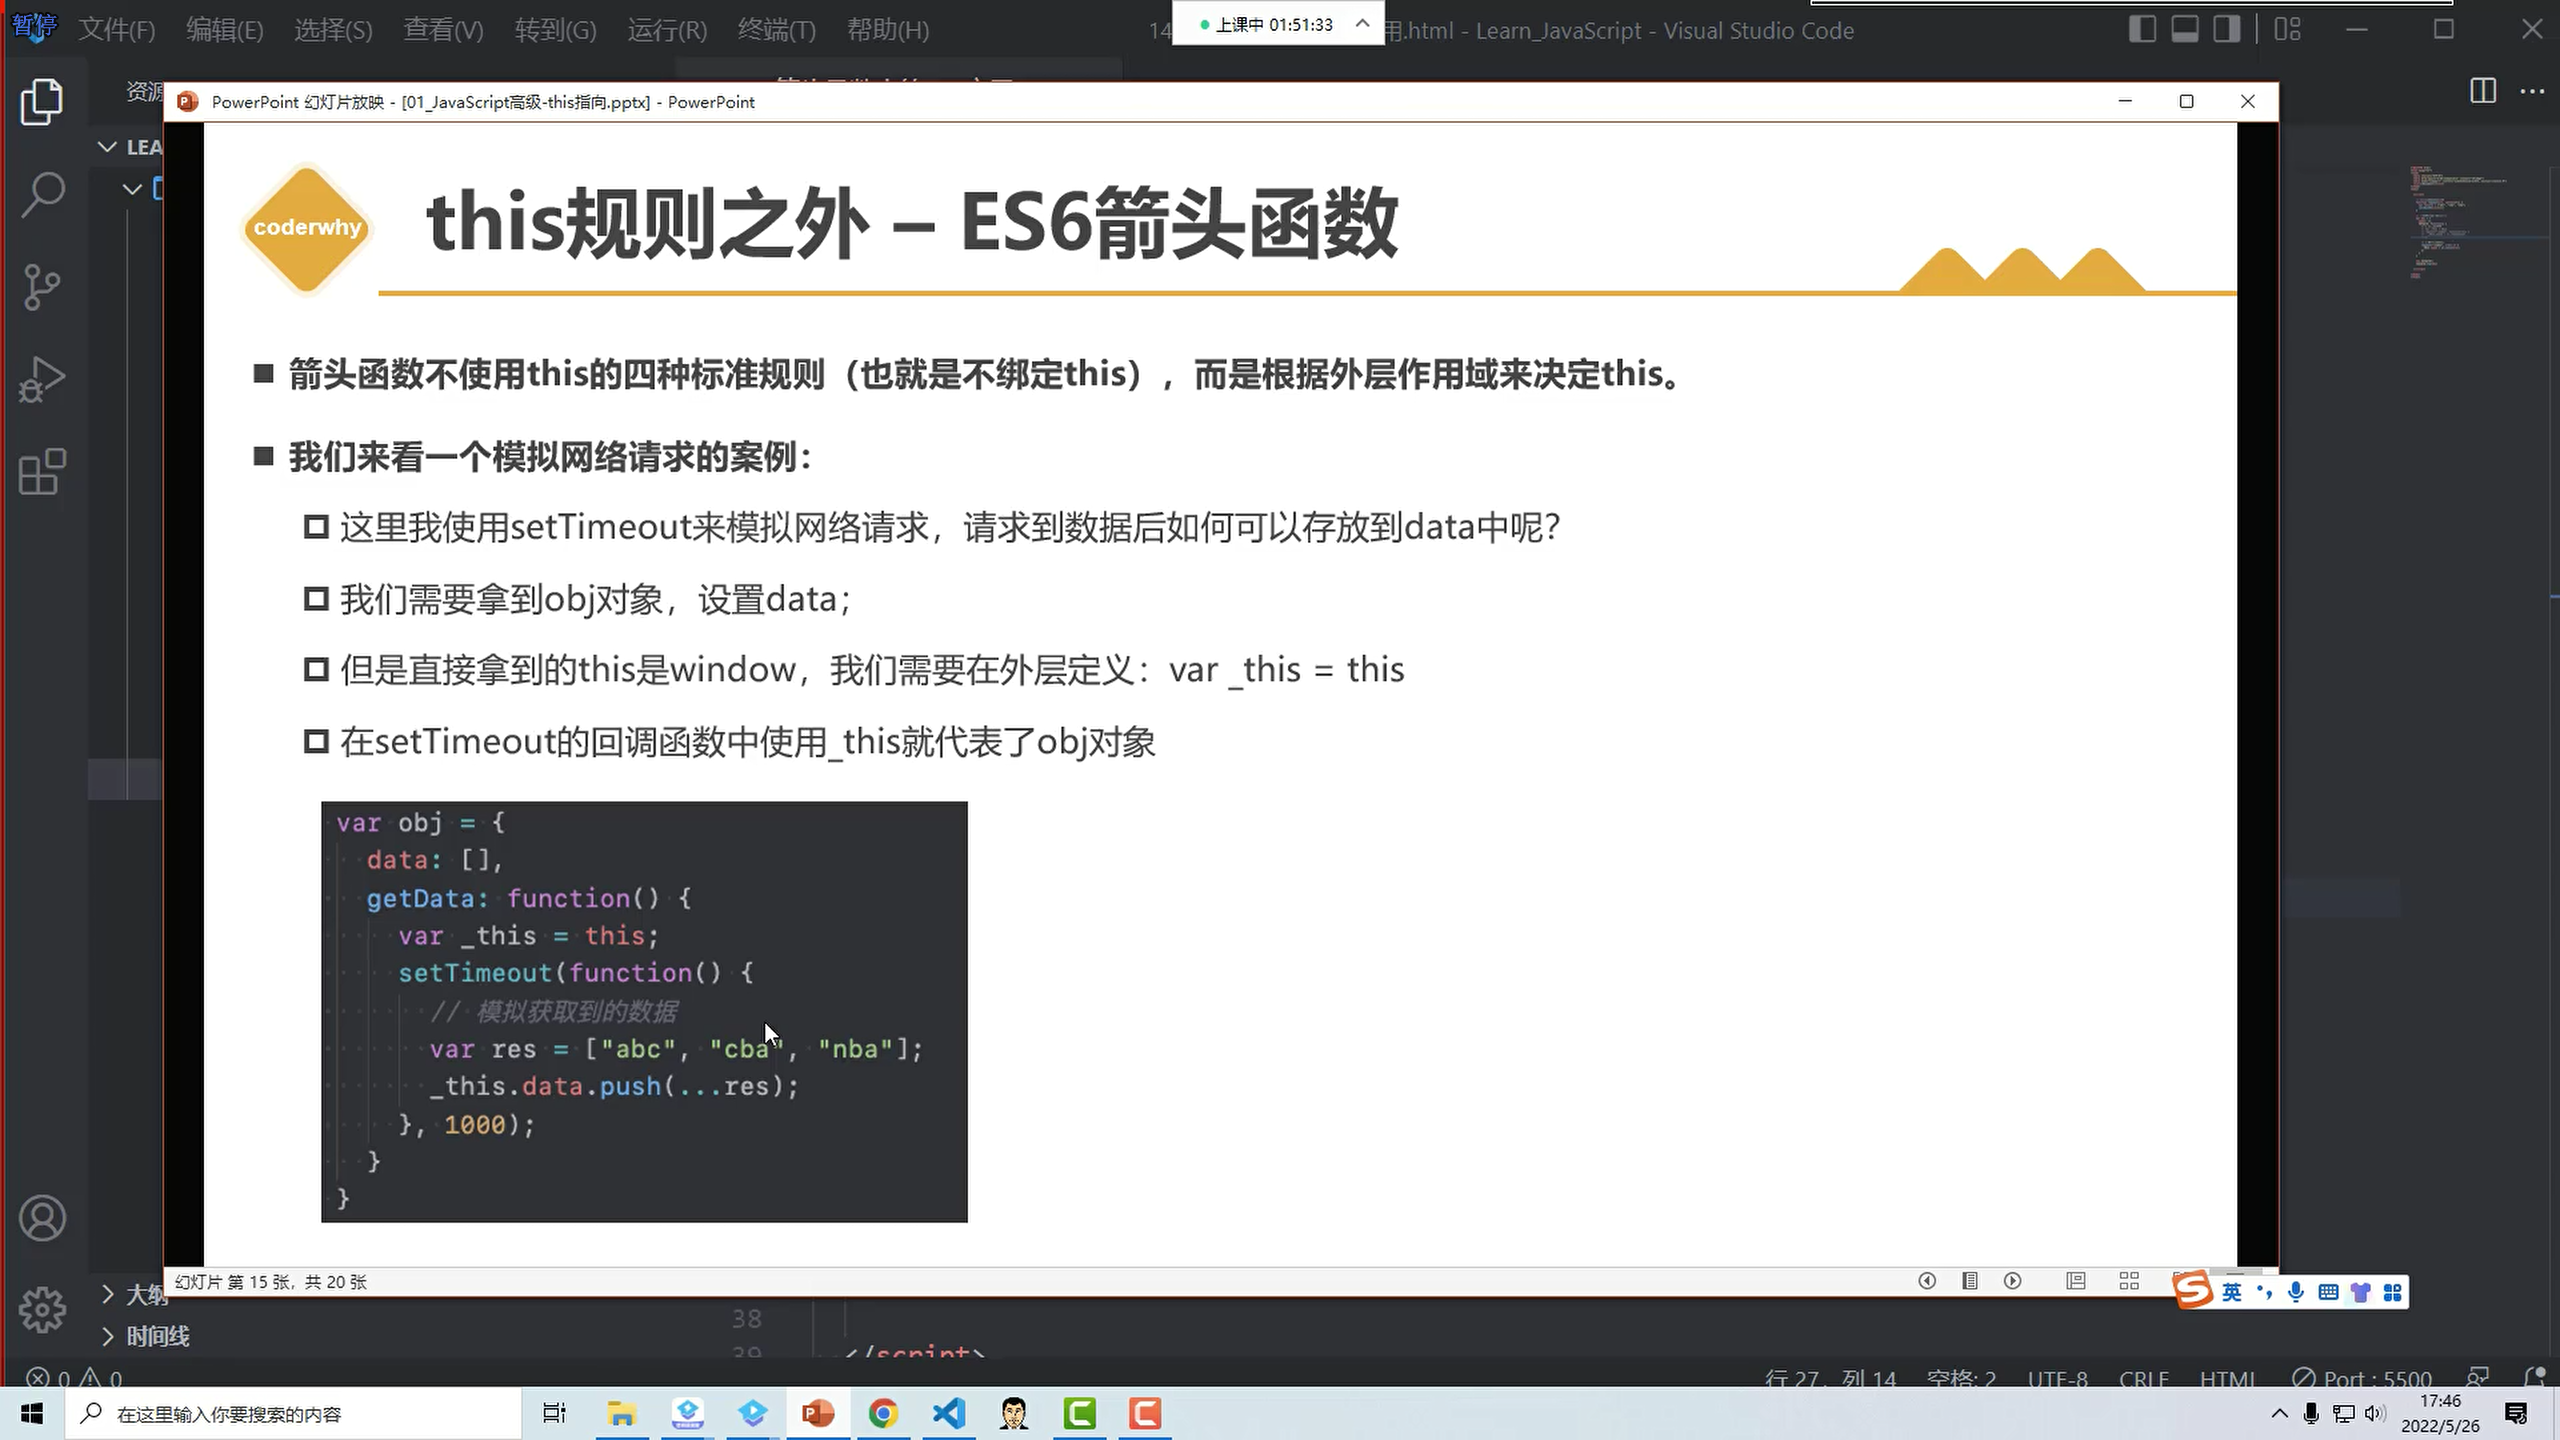 暂停
文件(F) 编辑(E) 选择(S) 查看(V) 转到(G) 运行(R) 终端(T) 帮助(H)
上课中 01:51:33
.html - Learn_JavaScript - Visual Studio Code
资源
LEA
PowerPoint 幻灯片放映 - [01_JavaScript高级-this指向.pptx] - PowerPoint
coderwhy
this规则之外 – ES6箭头函数
箭头函数不使用this的四种标准规则（也就是不绑定this），而是根据外层作用域来决定this。
我们来看一个模拟网络请求的案例：
这里我使用setTimeout来模拟网络请求，请求到数据后如何可以存放到data中呢？
我们需要拿到obj对象，设置data；
但是直接拿到的this是window，我们需要在外层定义：var _this = this
在setTimeout的回调函数中使用_this就代表了obj对象
var obj = {
data: [],
getData: function() {
var _this = this;
setTimeout(function() {
// 模拟获取到的数据
var res = ["abc", "cba", "nba"];
_this.data.push(...res);
}, 1000);
}
}
幻灯片 第 15 张，共 20 张
英
大纲
时间线
38
39
</script>
0 0
行 27，列 14 空格: 2 UTF-8 CRLF HTML Port : 5500
在这里输入你要搜索的内容
17:46
2022/5/26